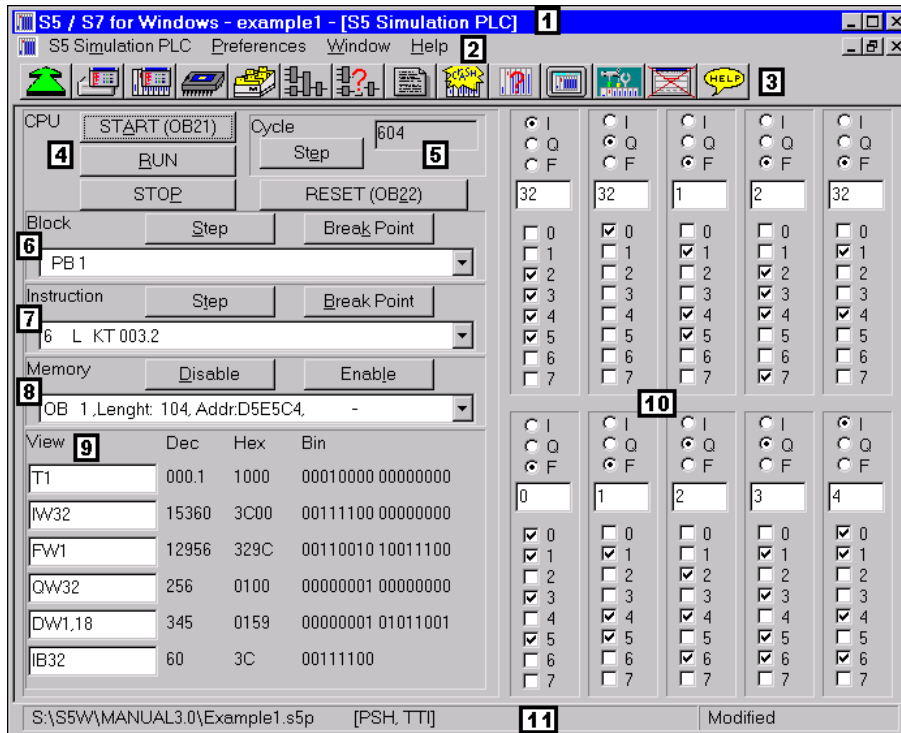 S5 / S7 for Windows - example1 - [S5 Simulation PLC] 1
S5 Simulation PLC Preferences Window Help 2
M ? CRASH ? HELP 3
CPU START (OB21) Cycle 604
4 RUN Step 5
STOP RESET (OB22)
Block Step Break Point
6
PB 1
Instruction Step Break Point
7
6 L KT 003.2
Memory Disable Enable
8
OB 1 ,Lenght: 104, Addr:D5E5C4, -
View 9 Dec Hex Bin
T1 000.1 1000 00010000 00000000
IW32 15360 3C00 00111100 00000000
FW1 12956 329C 00110010 10011100
QW32 256 0100 00000001 00000000
DW1,18 345 0159 00000001 01011001
IB32 60 3C 00111100
I I I I I
Q Q Q Q Q
F F F F F
32 32 1 2 32
0 0 0 0 0
1 1 1 1 1
2 2 2 2 2
3 3 3 3 3
4 4 4 4 4
5 5 5 5 5
6 6 6 6 6
7 7 7 7 7
10
I I I I I
Q Q Q Q Q
F F F F F
0 1 2 3 4
0 0 0 0 0
1 1 1 1 1
2 2 2 2 2
3 3 3 3 3
4 4 4 4 4
5 5 5 5 5
6 6 6 6 6
7 7 7 7 7
S:\S5W\MANUAL3.0\Example1.s5p [PSH, TTI] 11 Modified